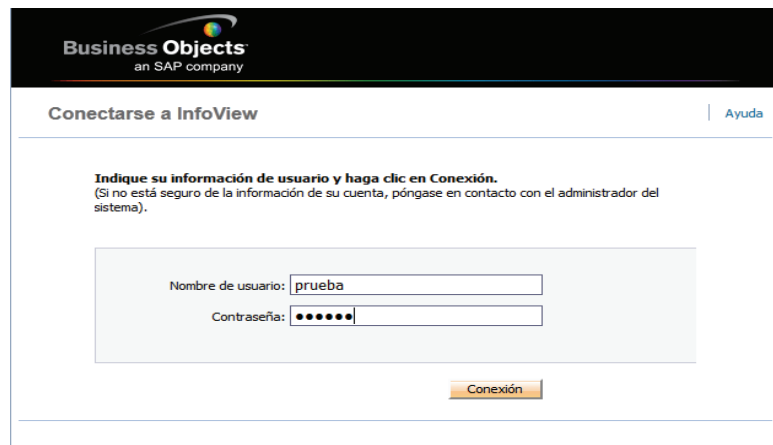 Business Objects
an SAP company
Conectarse a InfoView
Ayuda
Indique su información de usuario y haga clic en Conexión.
(Si no está seguro de la información de su cuenta, póngase en contacto con el administrador del
sistema).
Nombre de usuario: prueba
Contraseña: ●●●●●●
Conexión